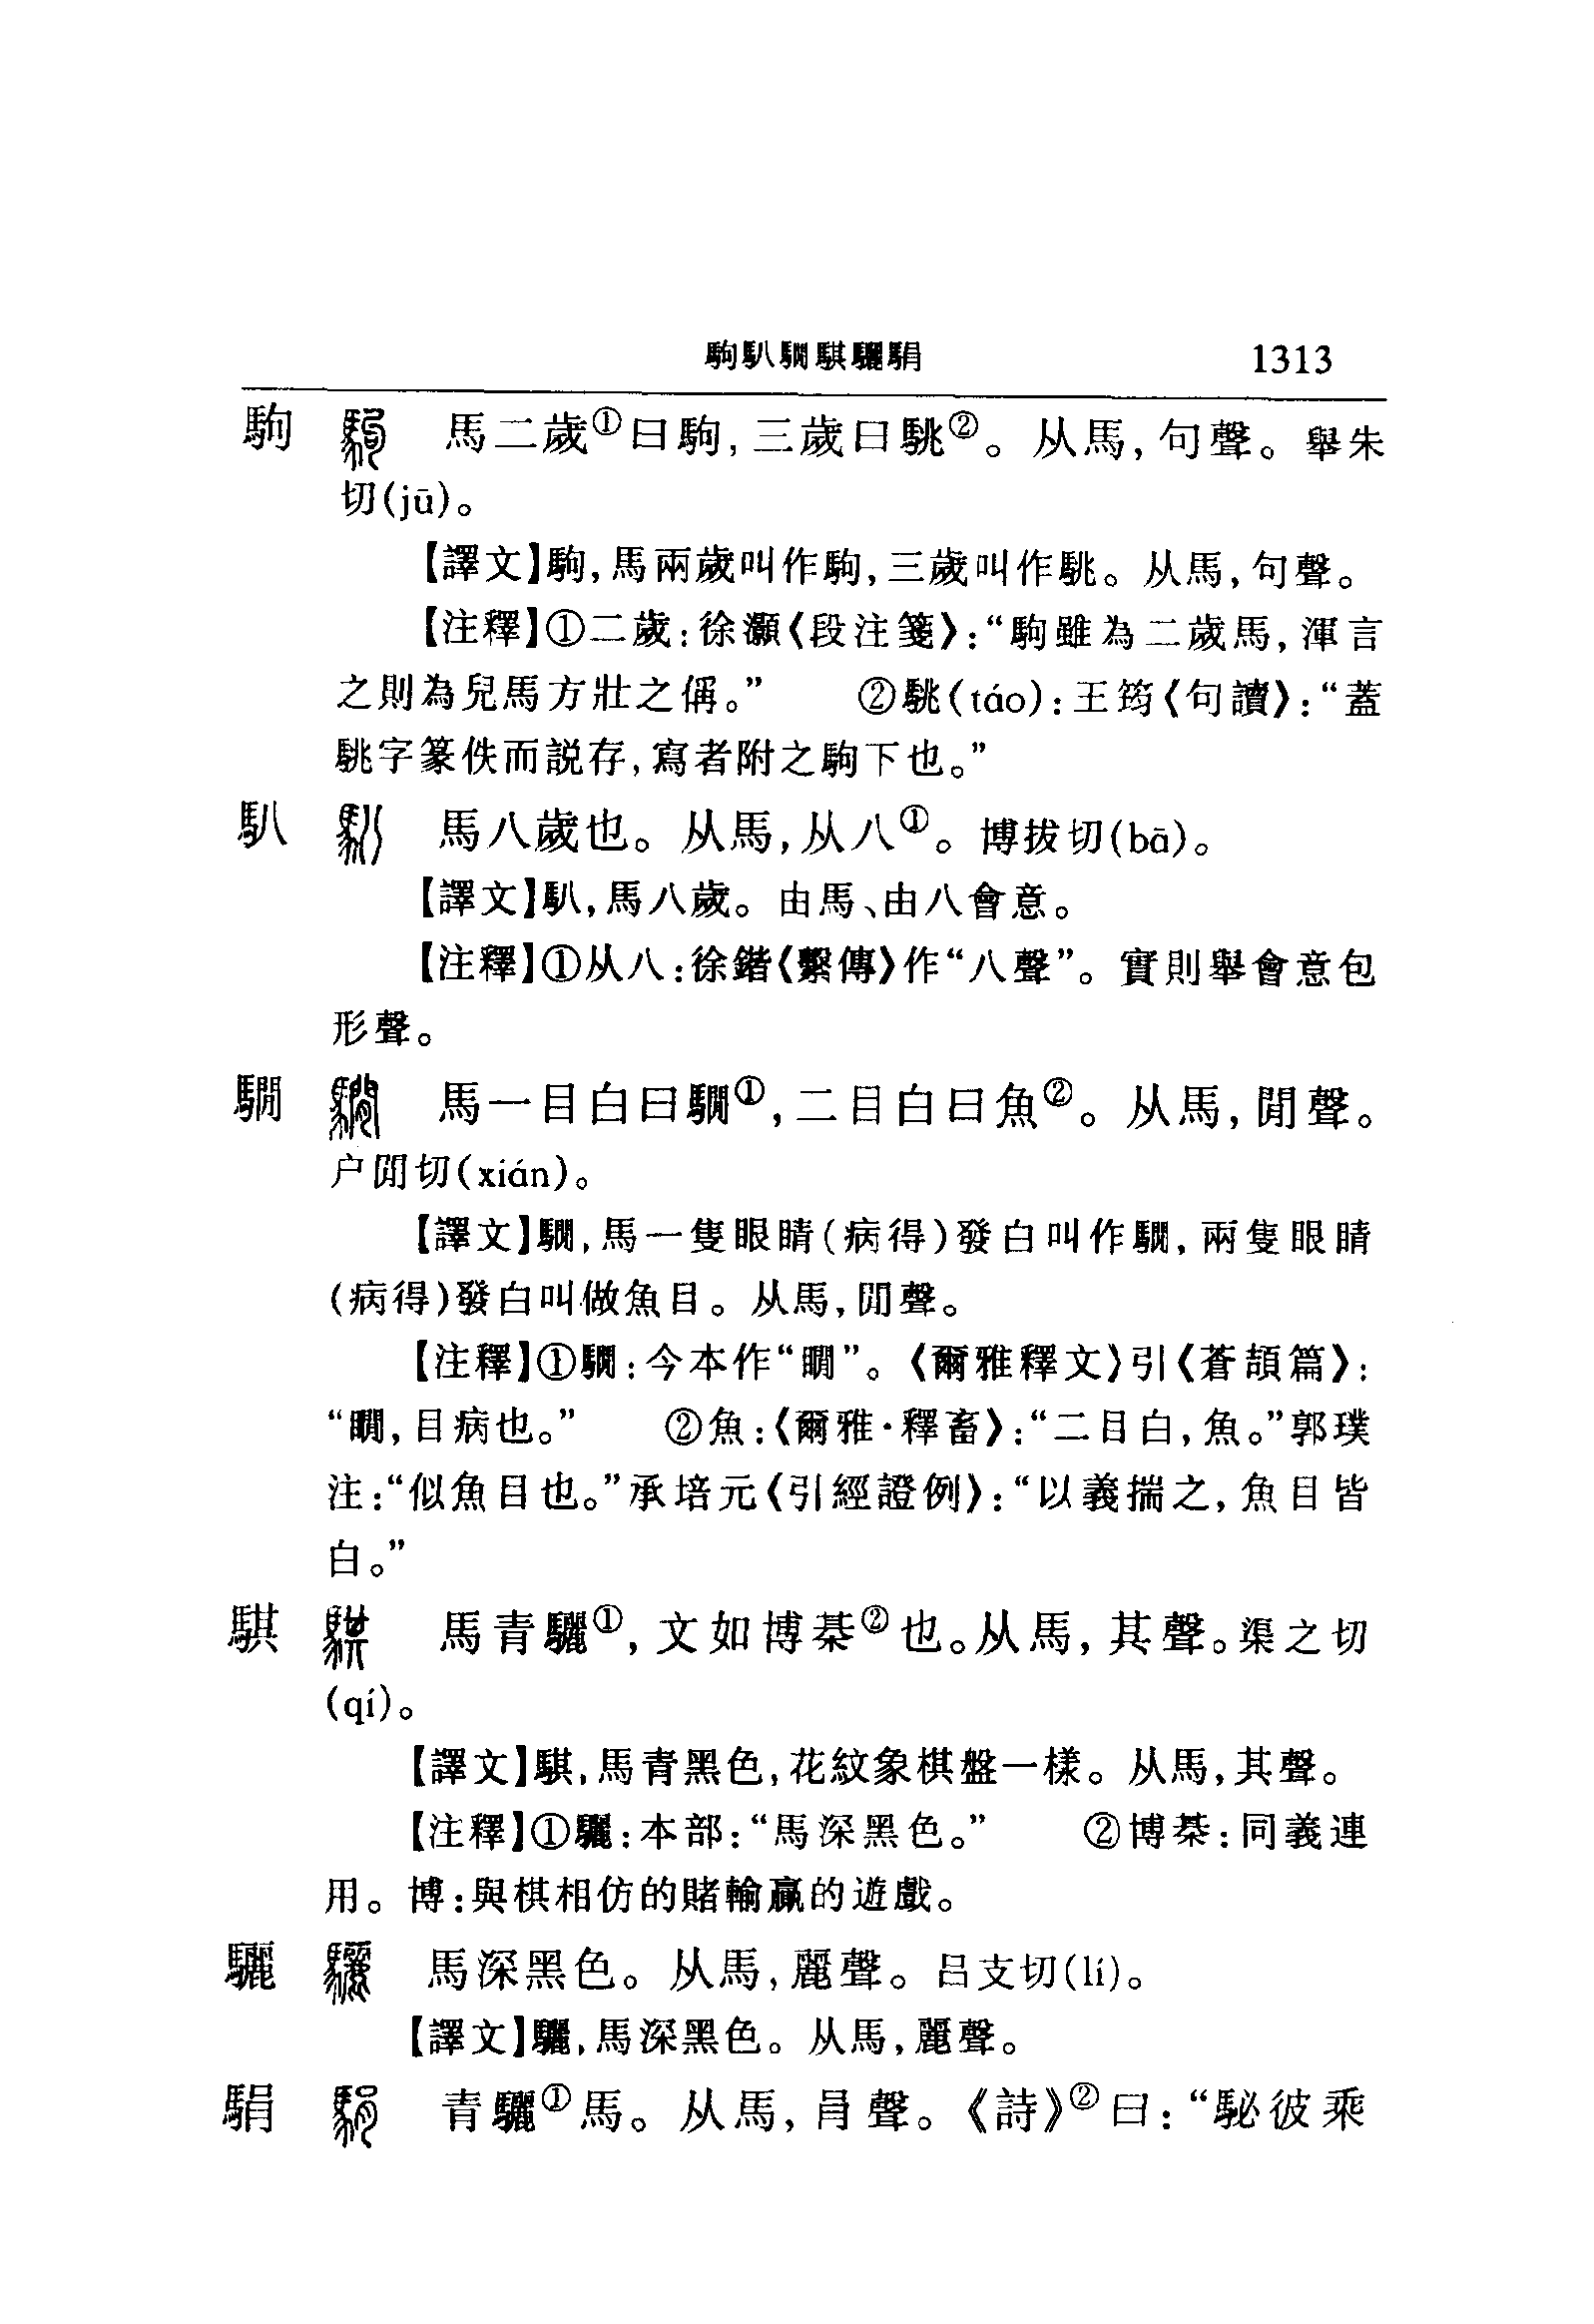 駒馴騆騏驪駽 1313
駒 馬二歲①曰駒,三歲曰駣②。从馬,句聲。舉朱
切(jū)。
【譯文】駒,馬兩歲叫作駒,三歲叫作駣。从馬,句聲。
【注釋】①二歲:徐灝《段注箋》:“駒雖為二歲馬,渾言
之則為兒馬方壯之偁。” ②駣(táo):王筠《句讀》:“蓋
駣字篆佚而説存,寫者附之駒下也。”
馬八 馬八歲也。从馬,从八①。博拔切(bā)。
【譯文】馬八,馬八歲。由馬、由八會意。
【注釋】①从八:徐鍇《繫傳》作“八聲”。實則舉會意包
形聲。
騆 馬一目白曰騆①,二目白曰魚②。从馬,閒聲。
户閒切(xián)。
【譯文】騆,馬一隻眼睛(病得)發白叫作騆,兩隻眼睛
(病得)發白叫做魚目。从馬,閒聲。
【注釋】①騆:今本作“瞷”。《爾雅釋文》引《蒼頡篇》:
“瞷,目病也。” ②魚:《爾雅·釋畜》:“二目白,魚。”郭璞
注:“似魚目也。”承培元《引經證例》:“以義揣之,魚目皆
白。”
騏 馬青驪①,文如博棊②也。从馬,其聲。渠之切
(qí)。
【譯文】騏,馬青黑色,花紋象棋盤一樣。从馬,其聲。
【注釋】①驪:本部:“馬深黑色。” ②博棊:同義連
用。博:與棋相仿的賭輸贏的遊戲。
驪 馬深黑色。从馬,麗聲。吕支切(lí)。
【譯文】驪,馬深黑色。从馬,麗聲。
駽 青驪①馬。从馬,肙聲。《詩》②曰:“駜彼乘